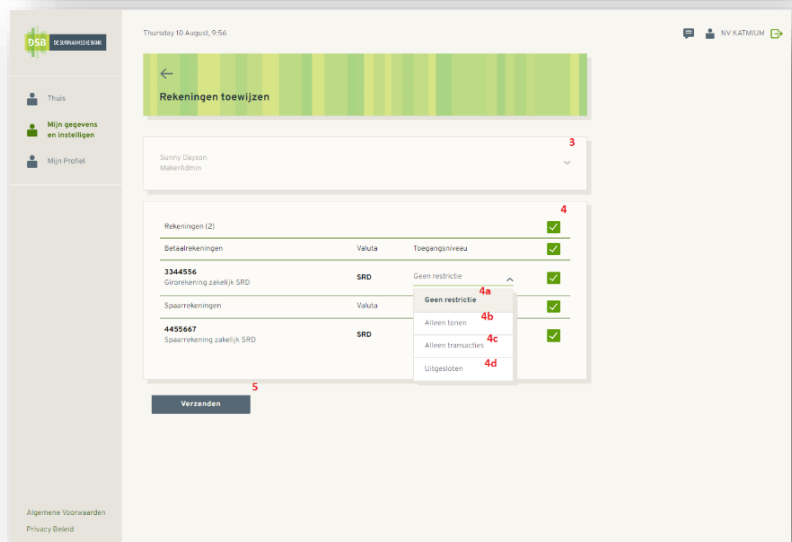 DSB DE SURINAAMSCHE BANK
Thursday 10 August, 9:56
NV KATMIUM
Thuis
Mijn gegevens
en instelligen
Mijn Profiel
Rekeningen toewijzen
3
Sunny Dayson
MakerAdmin
4
Rekeningen (2)
Betaalrekeningen Valuta Toegangsniveau
3344556
Girorekening zakelijk SRD
SRD
Geen restrictie
4a
Geen restrictie
Spaarrekeningen Valuta
4b
Alleen tonen
4455667
Spaarrekening zakelijk SRD
SRD
4c
Alleen transacties
4d
Uitgesloten
5
Verzenden
Algemene Voorwaarden
Privacy Beleid